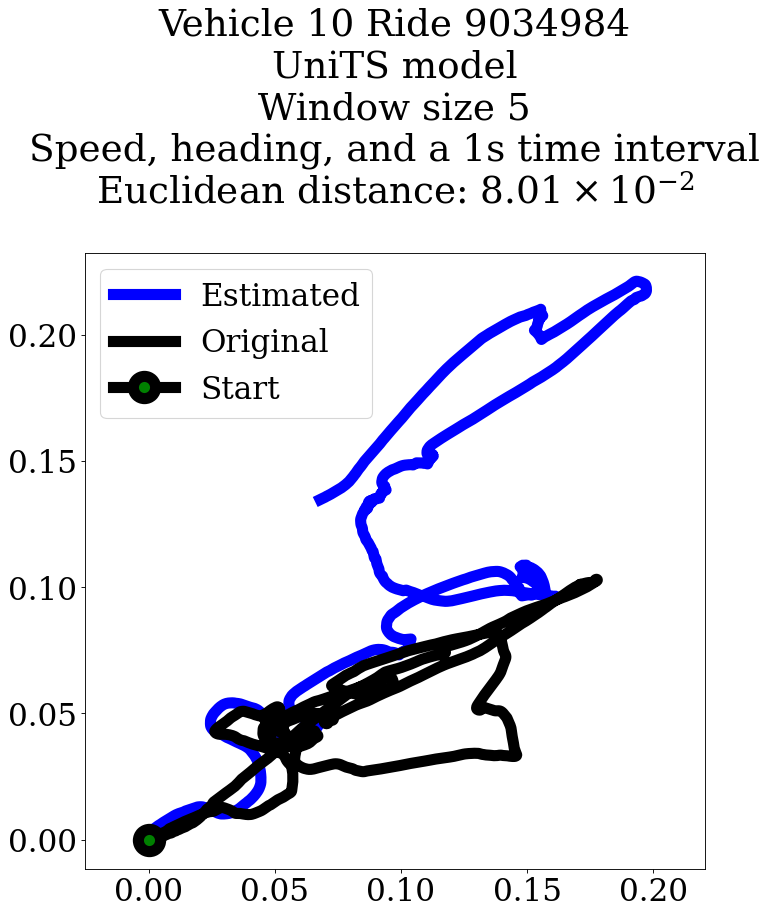 Vehicle 10 Ride 9034984
UniTS model
Window size 5
Speed, heading, and a 1s time interval
Euclidean distance: 8.01 × 10⁻²
Estimated
Original
Start
0.20
0.15
0.10
0.05
0.00
0.00 0.05 0.10 0.15 0.20